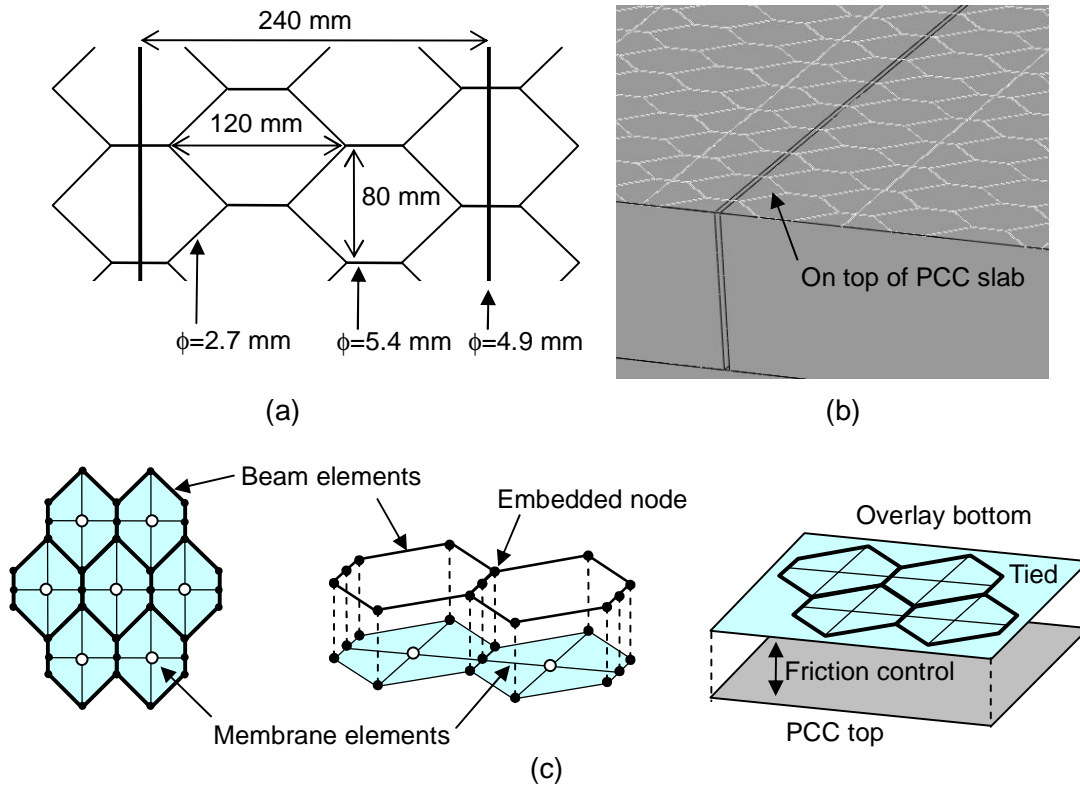 240 mm
120 mm
80 mm
ϕ=2.7 mm
ϕ=5.4 mm
ϕ=4.9 mm
(a)
On top of PCC slab
(b)
Beam elements
Embedded node
Membrane elements
Overlay bottom
Tied
Friction control
PCC top
(c)